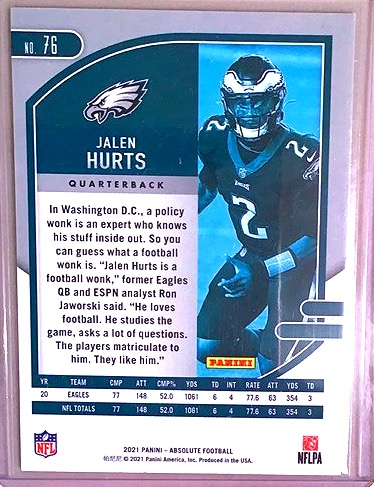 NO. 76
JALEN
HURTS
QUARTERBACK
2
2
EAGLES
In Washington D.C., a policy
wonk is an expert who knows
his stuff inside out. So you
can guess what a football
wonk is. “Jalen Hurts is a
football wonk,” former Eagles
QB and ESPN analyst Ron
Jaworski said. “He loves
football. He studies the
game, asks a lot of questions.
The players matriculate to
him. They like him.”
PANINI
YR TEAM CMP ATT CMP% YDS TD INT RATE ATT YDS TD
20 EAGLES 77 148 52.0 1061 6 4 77.6 63 354 3
NFL TOTALS 77 148 52.0 1061 6 4 77.6 63 354 3
NFL
2021 PANINI – ABSOLUTE FOOTBALL
帕尼尼 © 2021 Panini America, Inc. Produced in the USA.
NFLPA